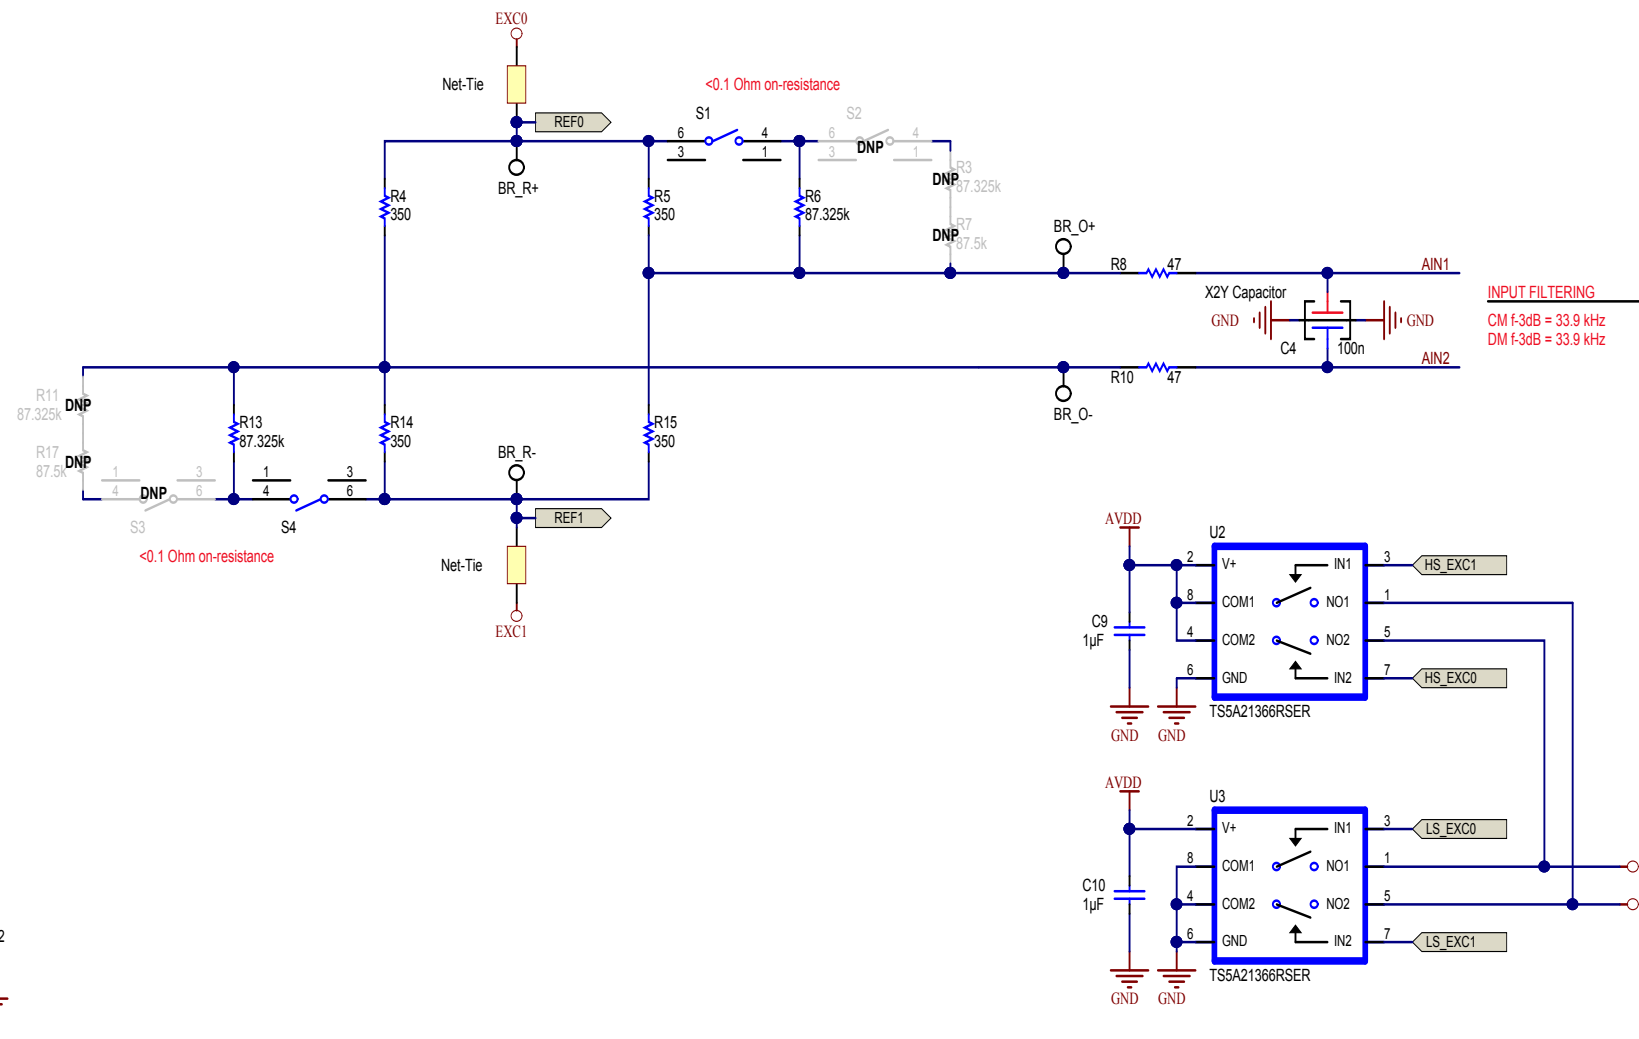 EXC0
Net-Tie
REF0
BR_R+
<0.1 Ohm on-resistance
S1
6
3
4
1
S2
6
3
4
1
DNP
R4
350
R5
350
R6
87.325k
DNP
R3
87.325k
DNP
R7
87.5k
BR_O+
R8
47
AIN1
X2Y Capacitor
GND
GND
C4
100n
INPUT FILTERING
CM f-3dB = 33.9 kHz
DM f-3dB = 33.9 kHz
R10
47
AIN2
BR_O-
R11
87.325k
DNP
R17
87.5k
DNP
R13
87.325k
R14
350
R15
350
1
4
3
6
DNP
S3
1
4
3
6
S4
<0.1 Ohm on-resistance
BR_R-
REF1
Net-Tie
EXC1
AVDD
C9
1µF
GND
GND
U2
2
8
4
6
V+
COM1
COM2
GND
IN1
NO1
NO2
IN2
3
1
5
7
HS_EXC1
HS_EXC0
TS5A21366RSER
AVDD
C10
1µF
GND
GND
U3
2
8
4
6
V+
COM1
COM2
GND
IN1
NO1
NO2
IN2
3
1
5
7
LS_EXC0
LS_EXC1
TS5A21366RSER
2